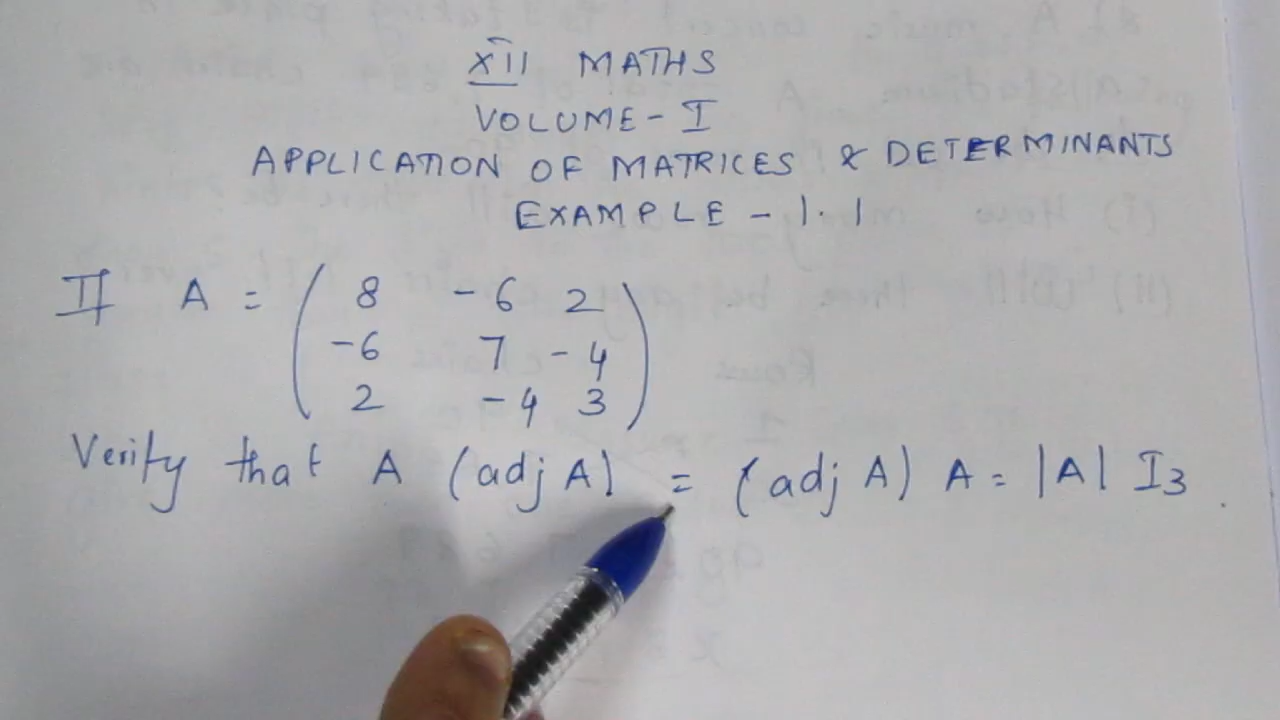 XII MATHS
VOLUME - I
APPLICATION OF MATRICES & DETERMINANTS
EXAMPLE - 1.1
If A = ( 8 -6 2
-6 7 -4
2 -4 3 )
Verify that A (adj A) = (adj A) A = |A| I3.